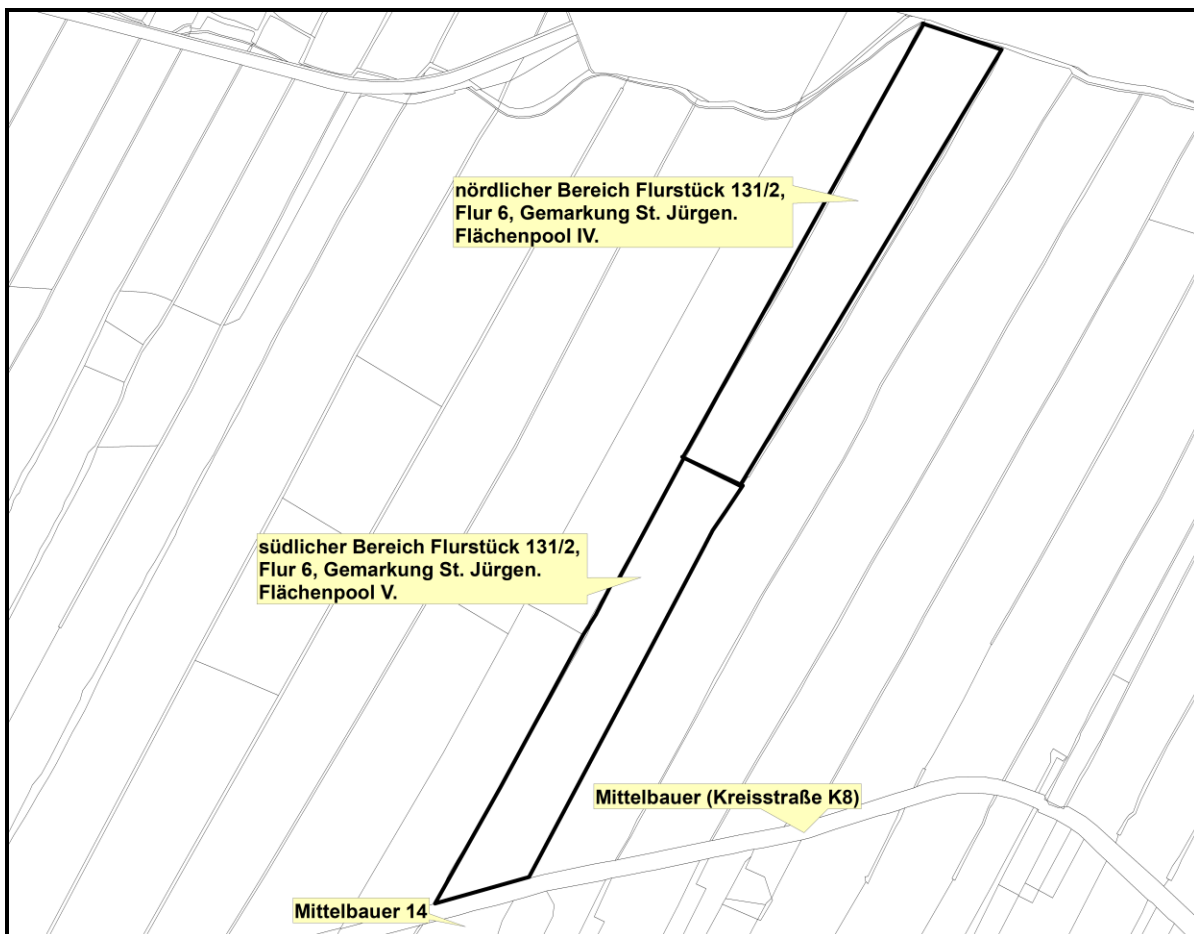 nördlicher Bereich Flurstück 131/2,
Flur 6, Gemarkung St. Jürgen.
Flächenpool IV.
südlicher Bereich Flurstück 131/2,
Flur 6, Gemarkung St. Jürgen.
Flächenpool V.
Mittelbauer (Kreisstraße K8)
Mittelbauer 14